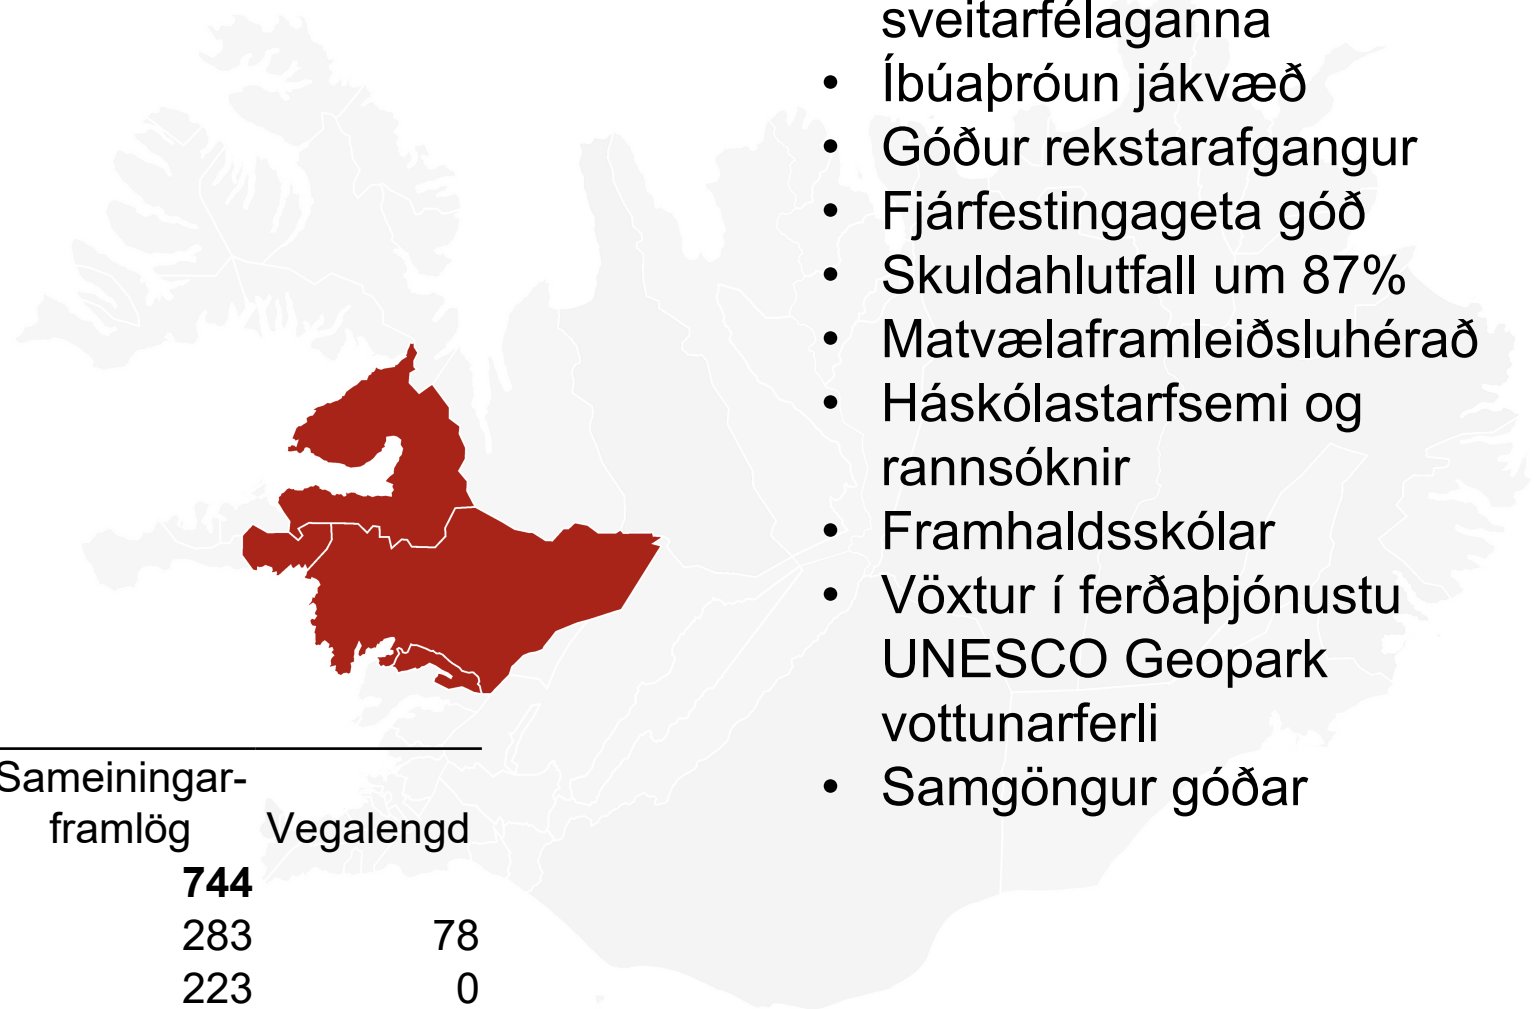 sveitarfélaganna
• Íbúaþróun jákvæð
• Góður rekstarafgangur
• Fjárfestingageta góð
• Skuldahlutfall um 87%
• Matvælaframleiðsluhérað
• Háskólastarfsemi og
rannsóknir
• Framhaldsskólar
• Vöxtur í ferðaþjónustu
UNESCO Geopark
vottunarferli
• Samgöngur góðar
Sameiningar-
framlög Vegalengd
744
283 78
223 0